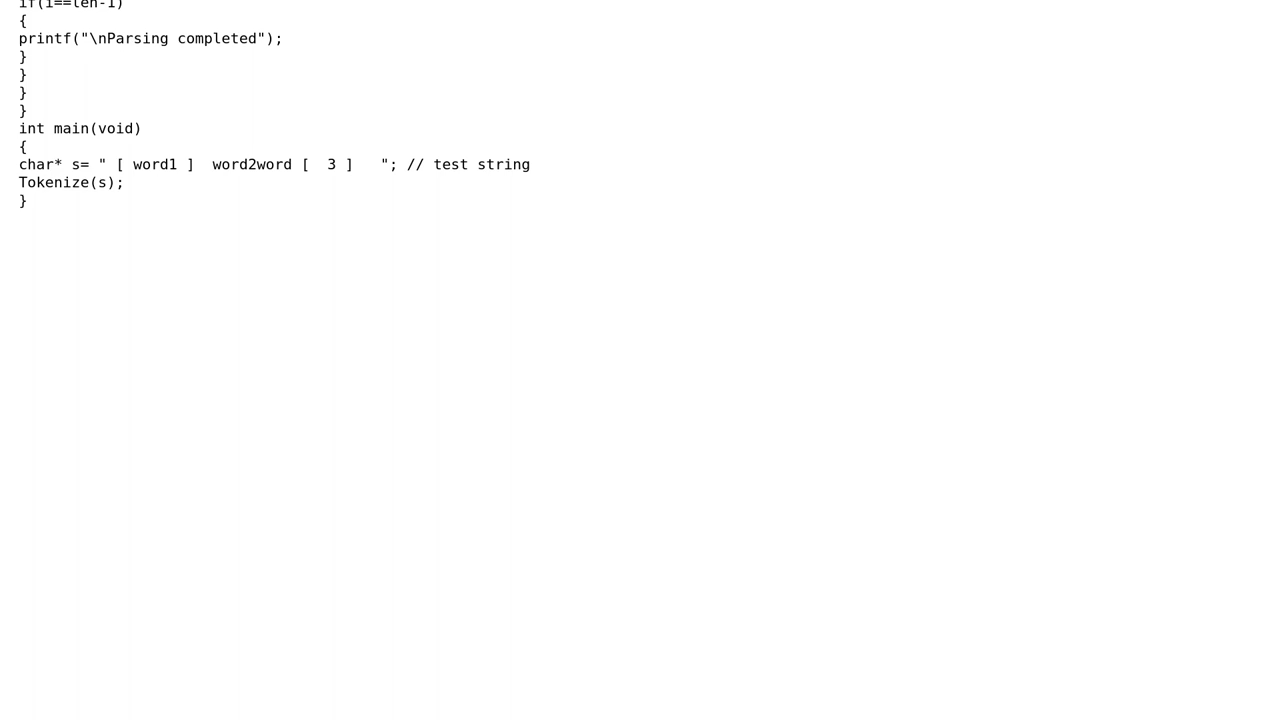 if(i==len-1)
{
printf("\nParsing completed");
}
}
}
}
int main(void)
{
char* s= " [ word1 ]  word2word [  3 ]   "; // test string
Tokenize(s);
}